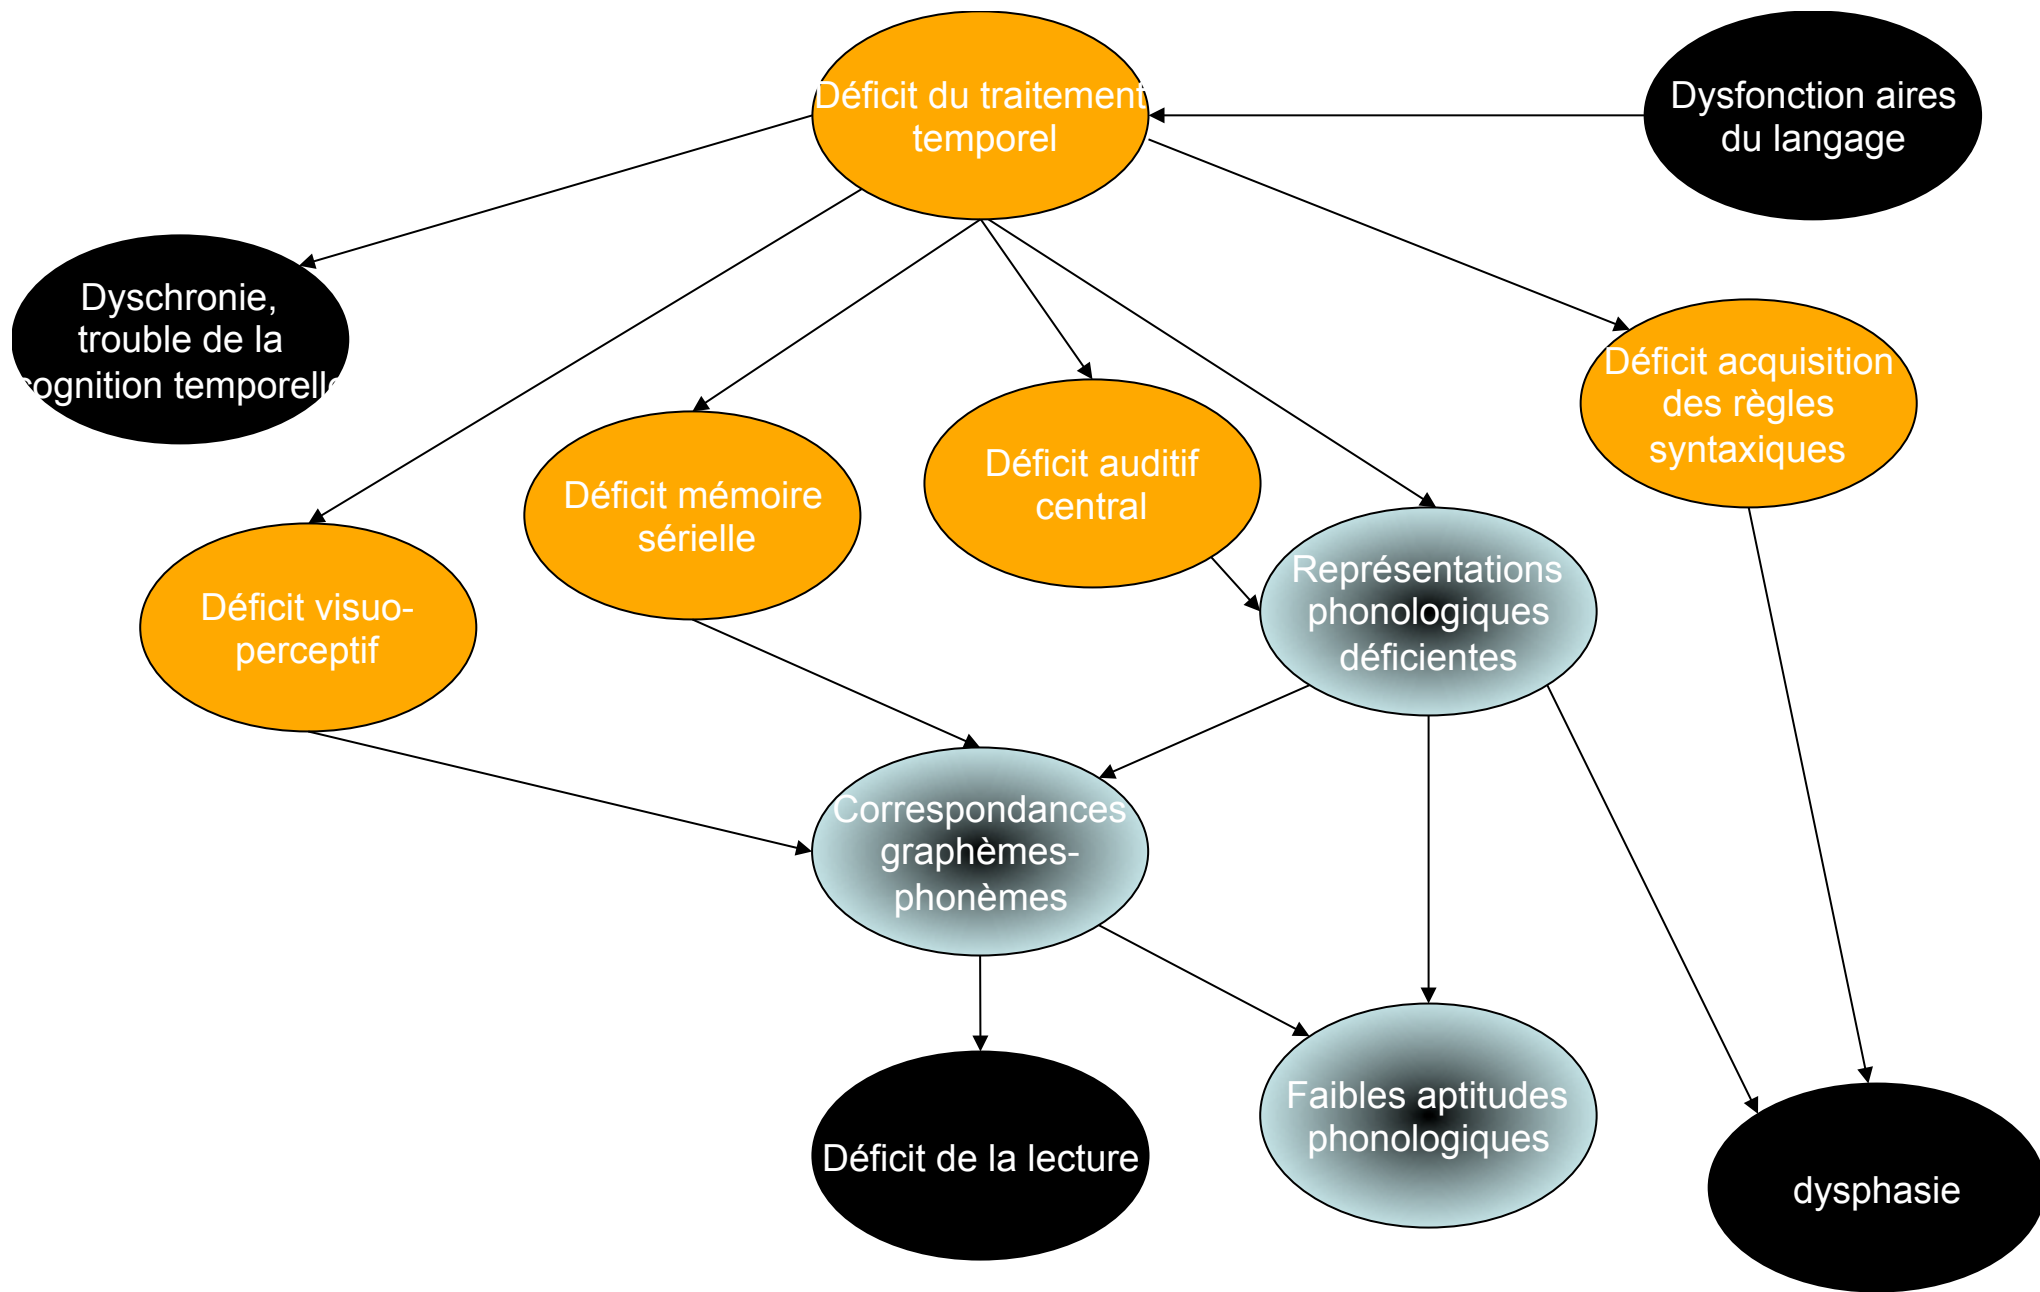 Déficit du traitement
temporel
Dysfonction aires
du langage
Dyschronie,
trouble de la
cognition temporelle
Déficit acquisition
des règles
syntaxiques
Déficit auditif
central
Déficit mémoire
sérielle
Représentations
phonologiques
déficientes
Déficit visuo-
perceptif
Correspondances
graphèmes-
phonèmes
Faibles aptitudes
phonologiques
Déficit de la lecture
dysphasie